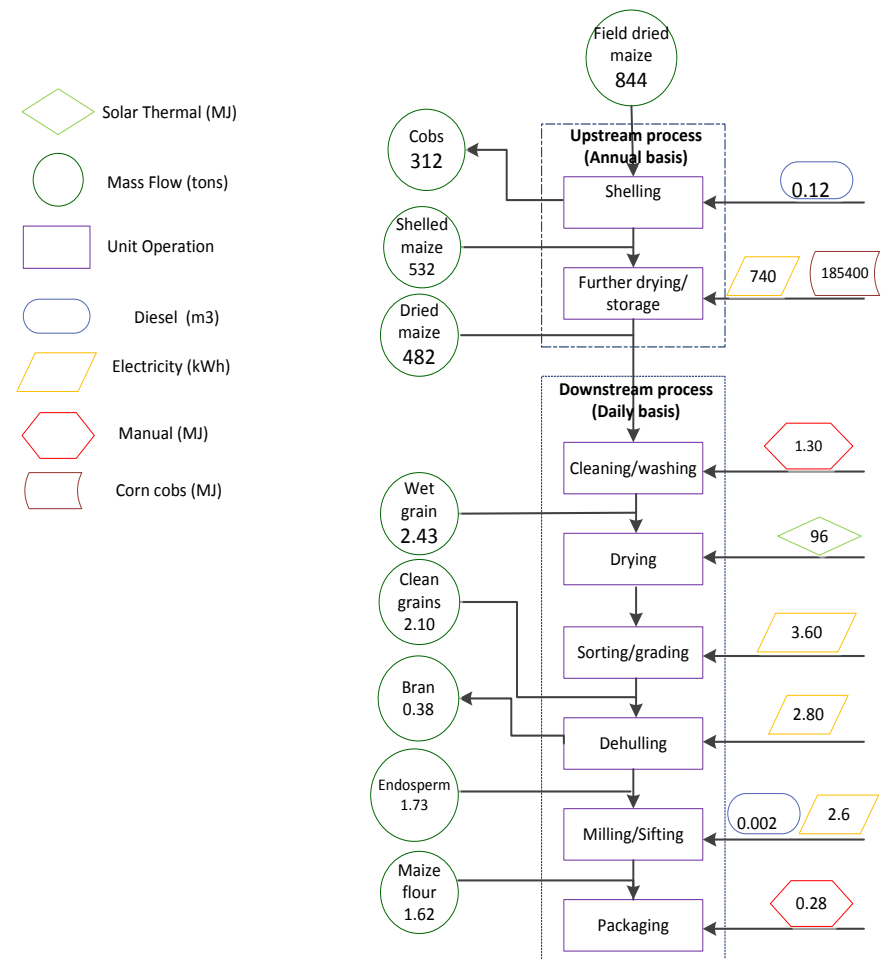 Solar Thermal (MJ)
Mass Flow (tons)
Unit Operation
Diesel (m3)
Electricity (kWh)
Manual (MJ)
Corn cobs (MJ)
Field dried
maize
844
Upstream process
(Annual basis)
Cobs
312
Shelling
0.12
Shelled
maize
532
Further drying/
storage
740
185400
Dried
maize
482
Downstream process
(Daily basis)
Cleaning/washing
1.30
Wet
grain
2.43
Drying
96
Clean
grains
2.10
Sorting/grading
3.60
Bran
0.38
Dehulling
2.80
Endosperm
1.73
Milling/Sifting
0.002
2.6
Maize
flour
1.62
Packaging
0.28